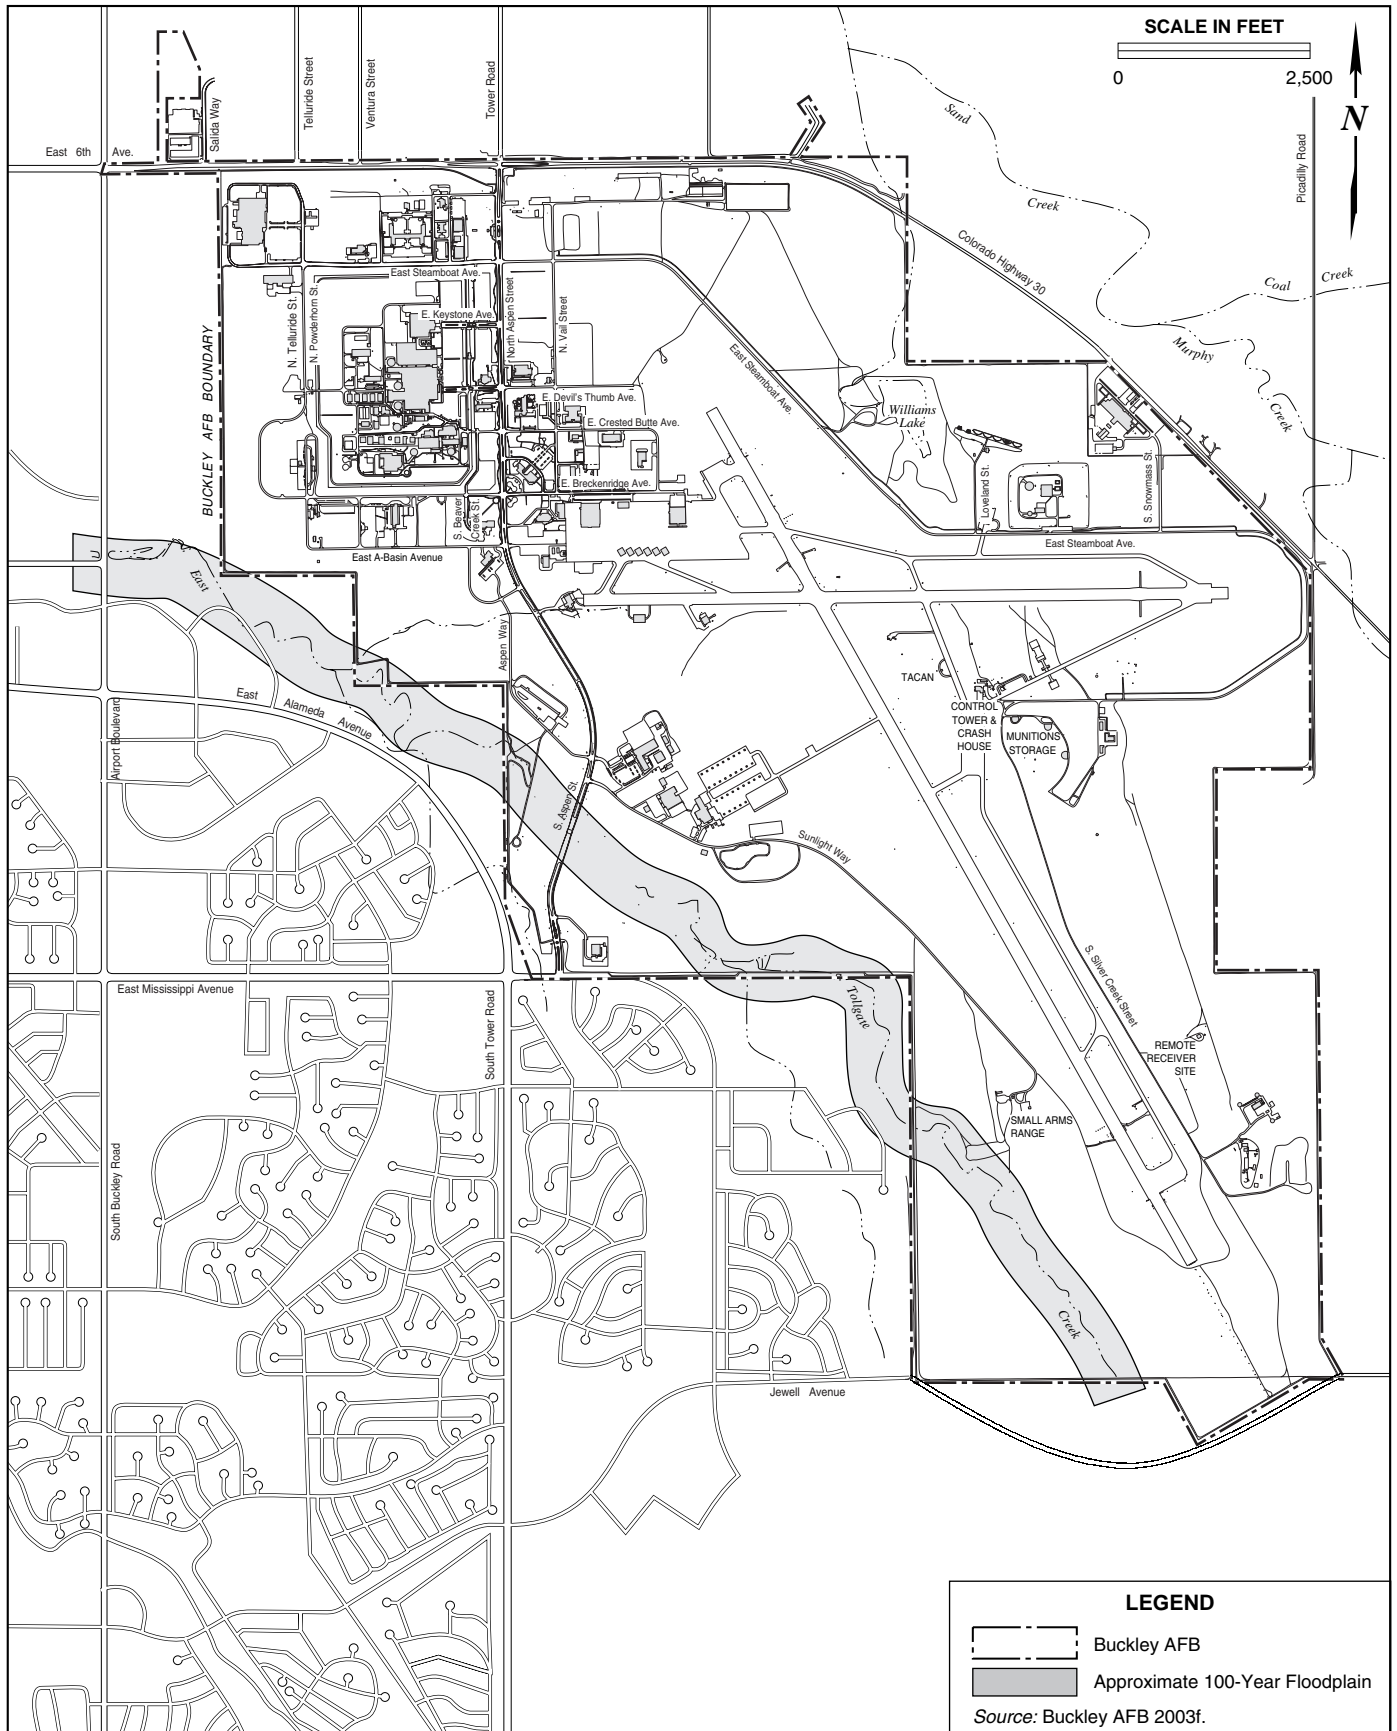 SCALE IN FEET
0 2,500
N
Salida Way
Telluride Street
Ventura Street
Tower Road
Sand
Creek
Picadilly Road
East 6th Ave.
Colorado Highway 30
Coal Creek
Murphy
Creek
East Steamboat Ave.
E. Keystone Ave.
N. Telluride St.
N. Powderhorn St.
North Aspen Street
N. Vail Street
BUCKLEY AFB BOUNDARY
East Steamboat Ave.
E. Devil's Thumb Ave.
E. Crested Butte Ave.
E. Breckenridge Ave.
Williams
Lake
Loveland St.
S. Snowmass St.
S. Beaver
Creek St.
East A-Basin Avenue
East Steamboat Ave.
East
Aspen Way
TACAN
CONTROL
TOWER &
CRASH
HOUSE
MUNITIONS
STORAGE
East Alameda Avenue
Airport Boulevard
S. Aspen St.
Sunlight Way
S. Silver Creek Street
East Mississippi Avenue
Tollgate
South Tower Road
REMOTE
RECEIVER
SITE
SMALL ARMS
RANGE
South Buckley Road
Creek
Jewell Avenue
LEGEND
Buckley AFB
Approximate 100-Year Floodplain
Source: Buckley AFB 2003f.